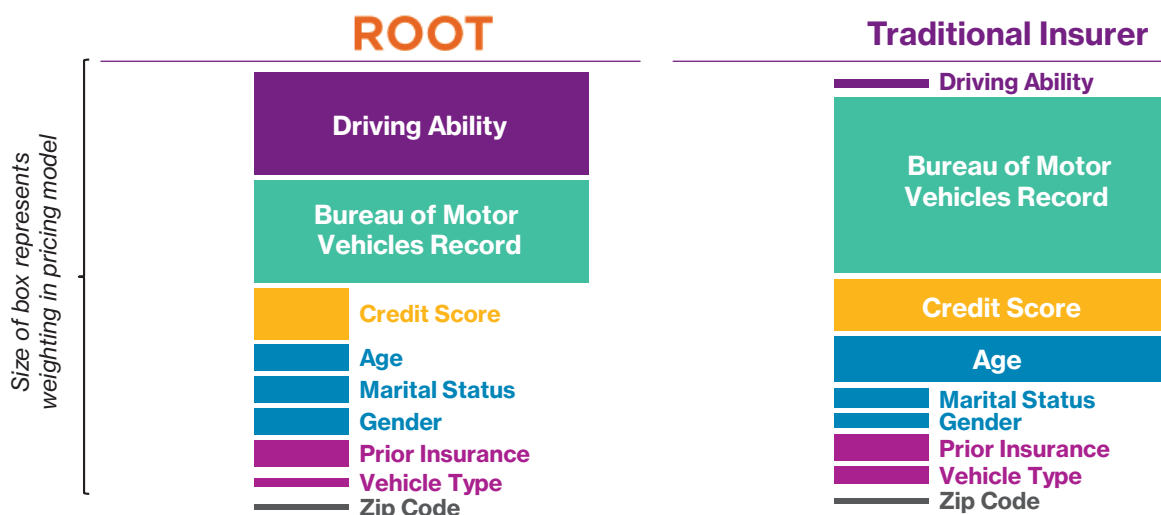 ROOT
Traditional Insurer
Size of box represents
weighting in pricing model
Driving Ability
Bureau of Motor
Vehicles Record
Credit Score
Age
Marital Status
Gender
Prior Insurance
Vehicle Type
Zip Code
Driving Ability
Bureau of Motor
Vehicles Record
Credit Score
Age
Marital Status
Gender
Prior Insurance
Vehicle Type
Zip Code